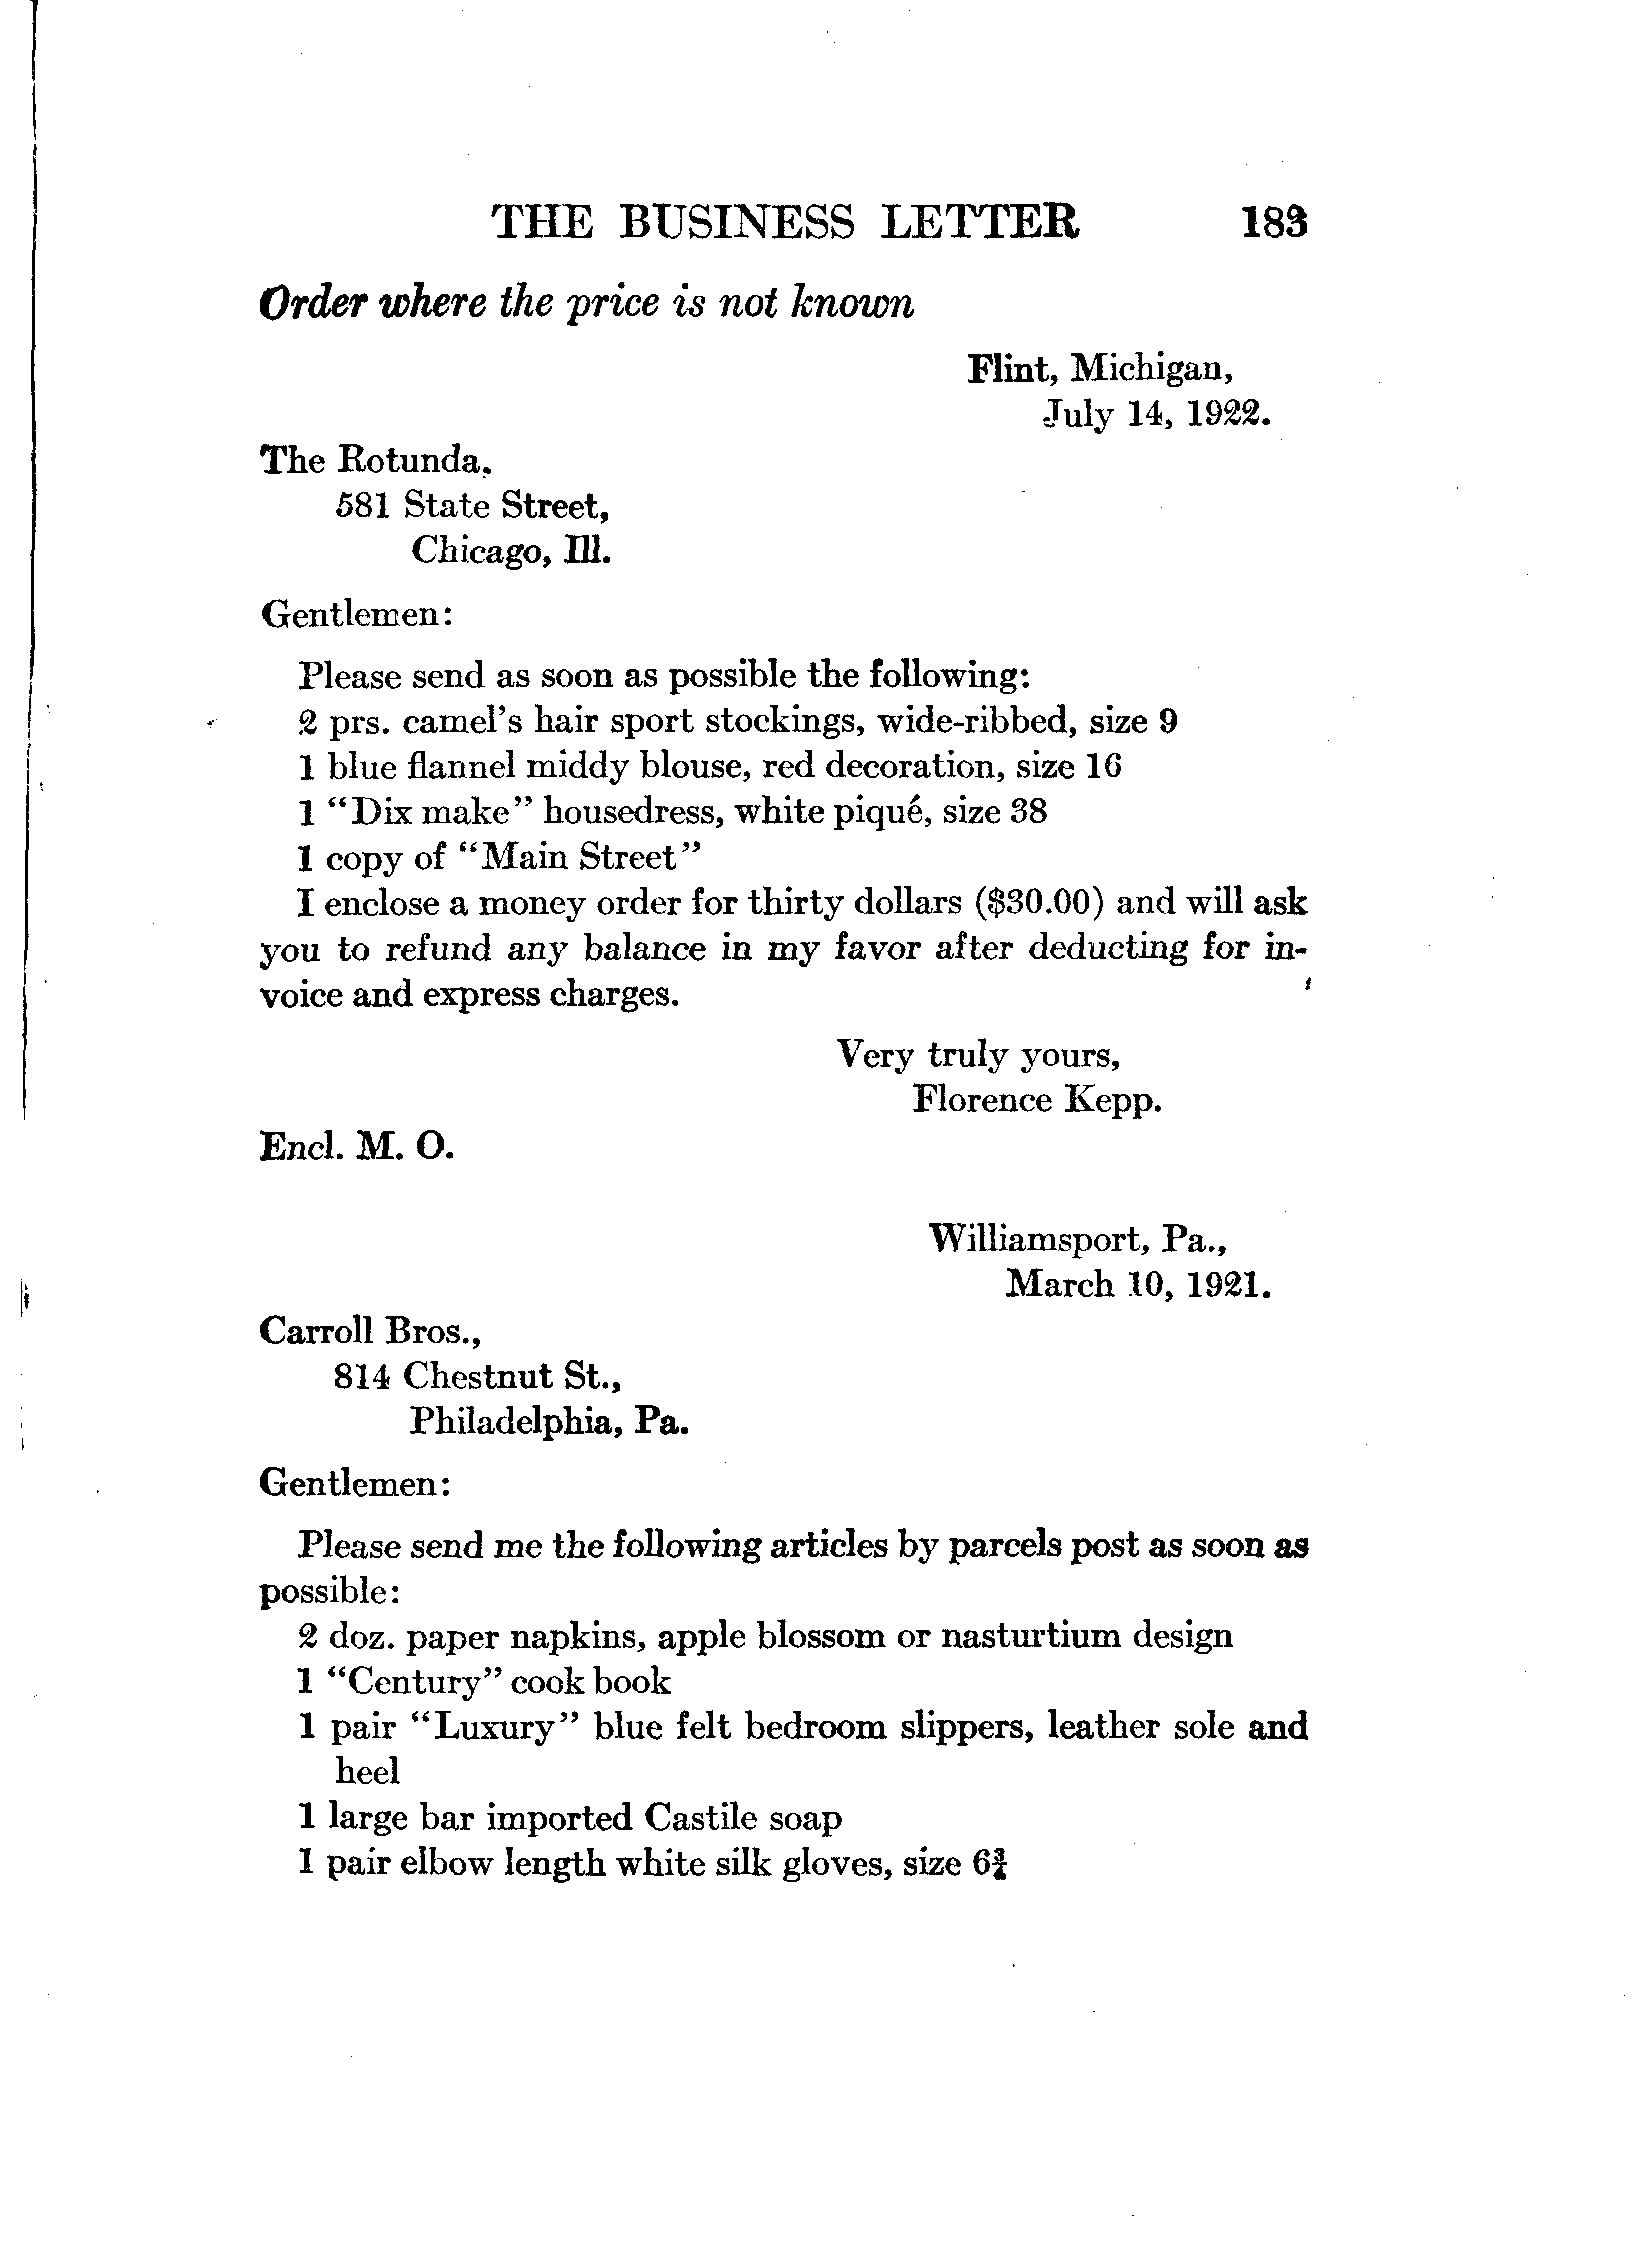 THE BUSINESS LETTER 183
Order where the price is not known
Flint, Michigan,
July 14, 1922.
The Rotunda,
581 State Street,
Chicago, Ill.
Gentlemen:
Please send as soon as possible the following:
2 prs. camel's hair sport stockings, wide-ribbed, size 9
1 blue flannel middy blouse, red decoration, size 16
1 “Dix make” housedress, white piqué, size 38
1 copy of “Main Street”
I enclose a money order for thirty dollars ($30.00) and will ask
you to refund any balance in my favor after deducting for in-
voice and express charges.
Very truly yours,
Florence Kepp.
Encl. M. O.
Williamsport, Pa.,
March 10, 1921.
Carroll Bros.,
814 Chestnut St.,
Philadelphia, Pa.
Gentlemen:
Please send me the following articles by parcels post as soon as
possible:
2 doz. paper napkins, apple blossom or nasturtium design
1 “Century” cook book
1 pair “Luxury” blue felt bedroom slippers, leather sole and
heel
1 large bar imported Castile soap
1 pair elbow length white silk gloves, size 6¾